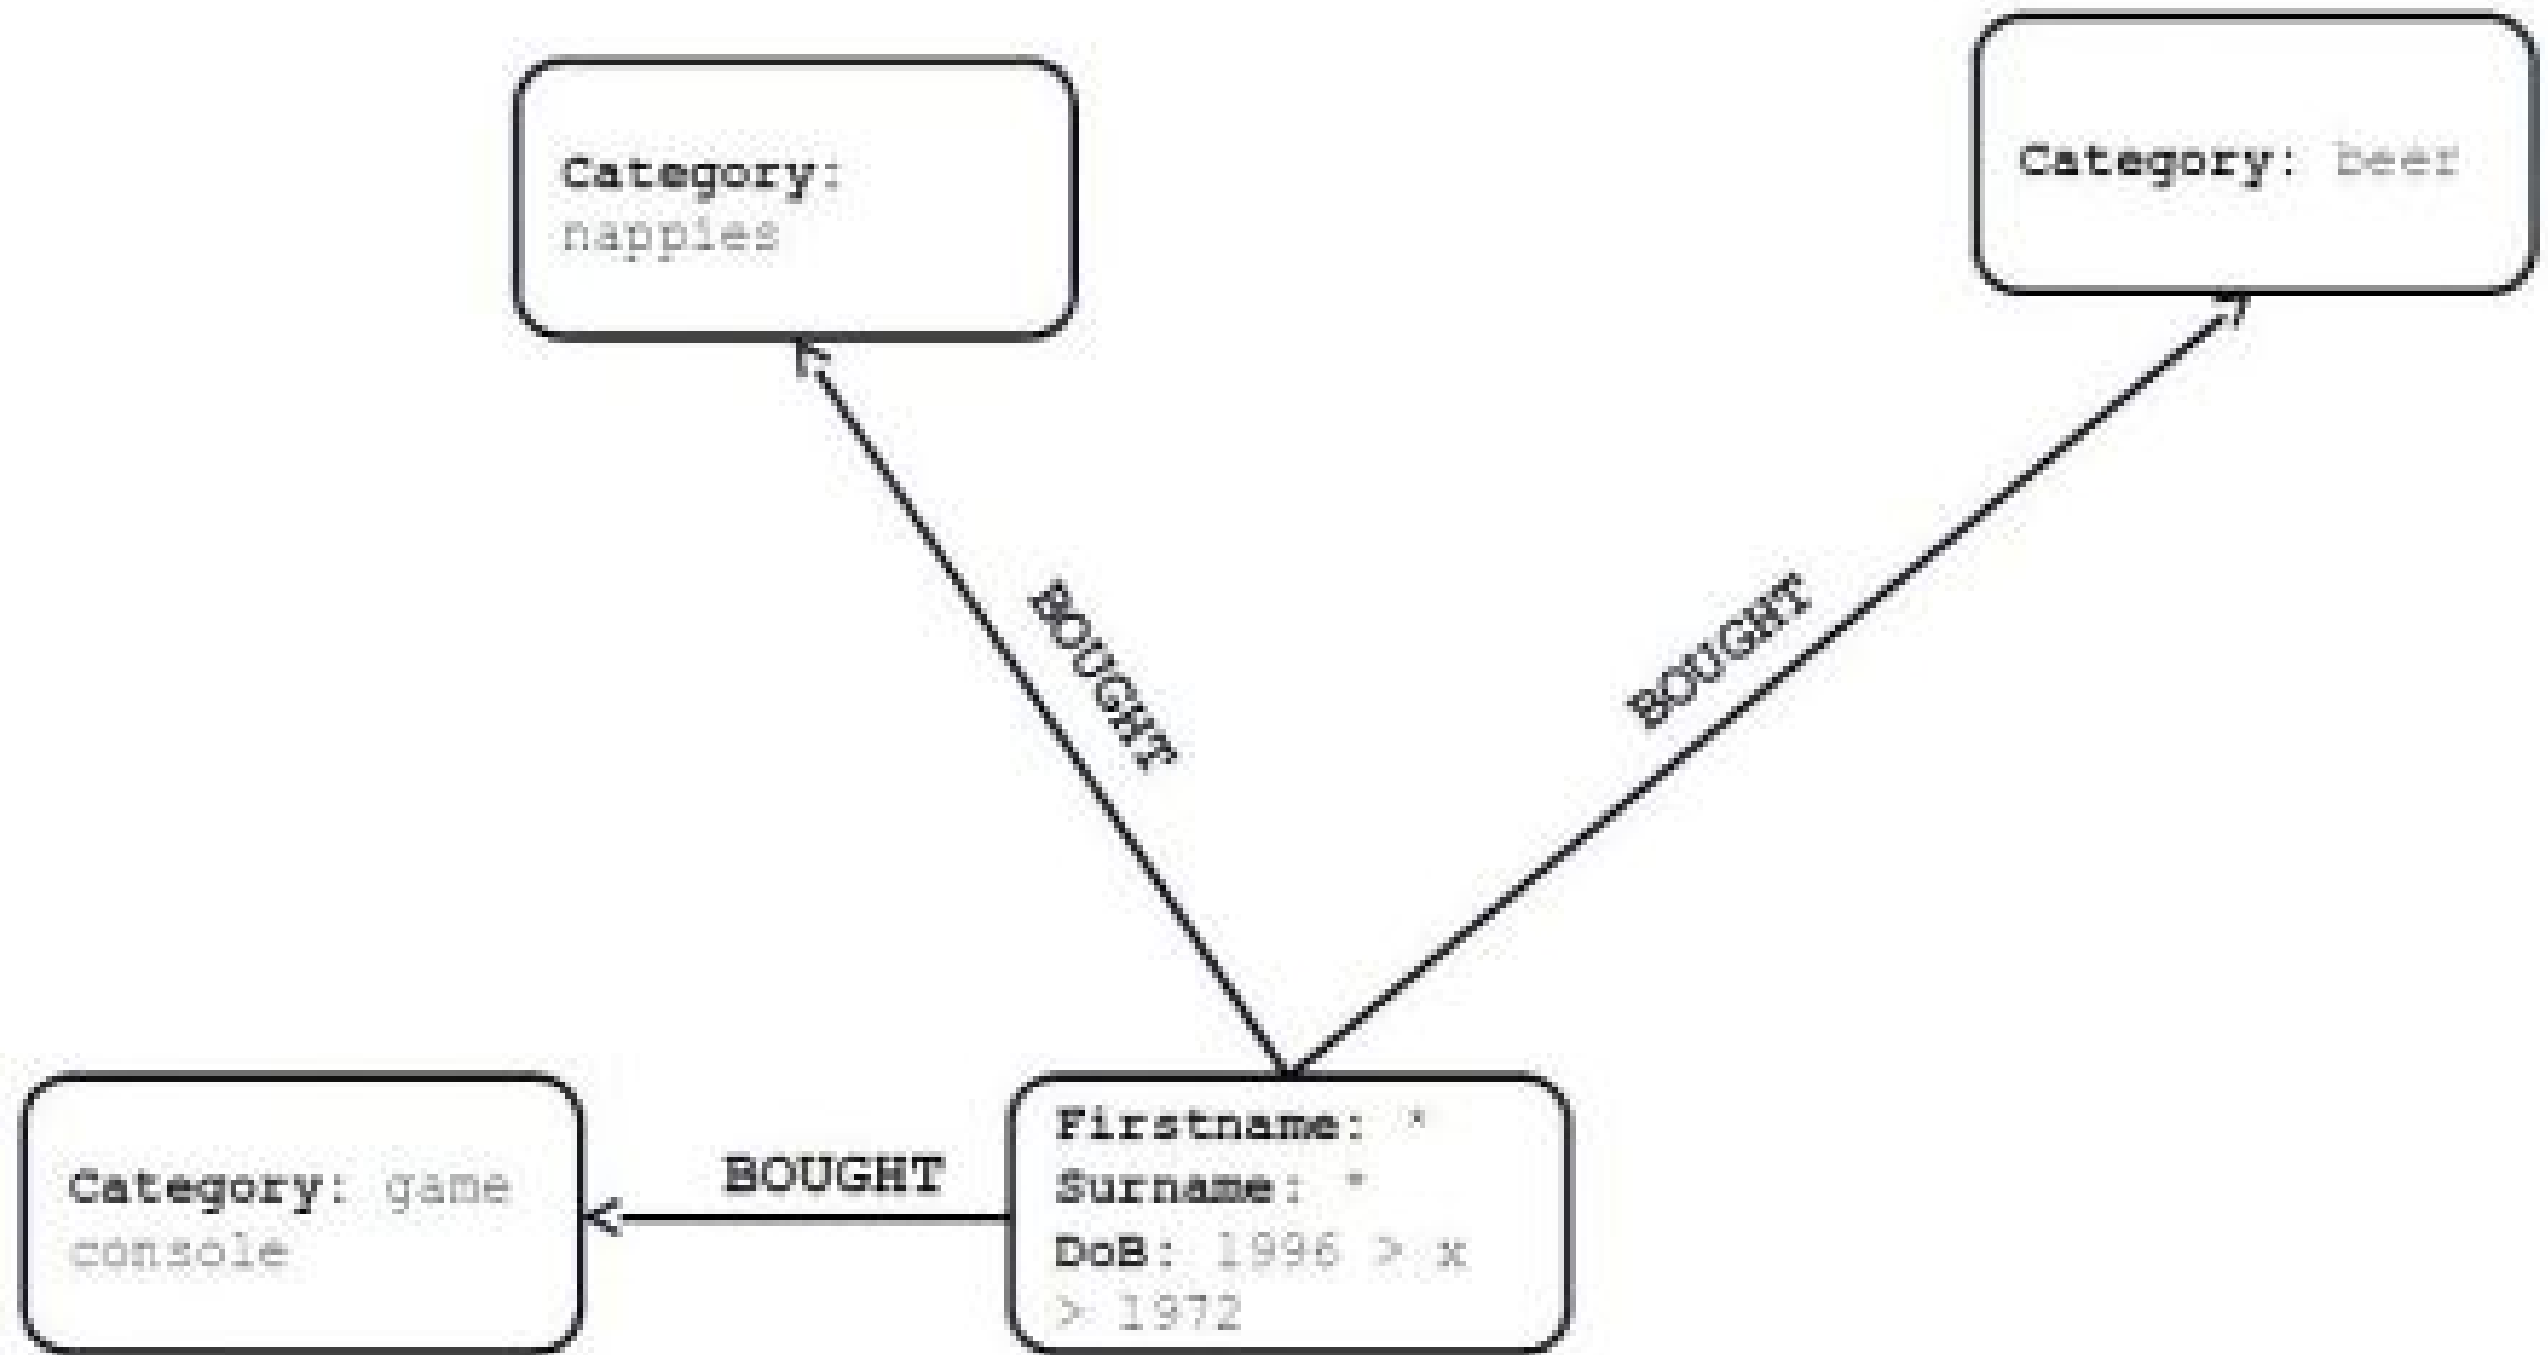 Category:
nappies
Category: beer
BOUGHT
BOUGHT
Category: game
console
BOUGHT
Firstname: *
Surname: *
DoB: 1996 > x
> 1972